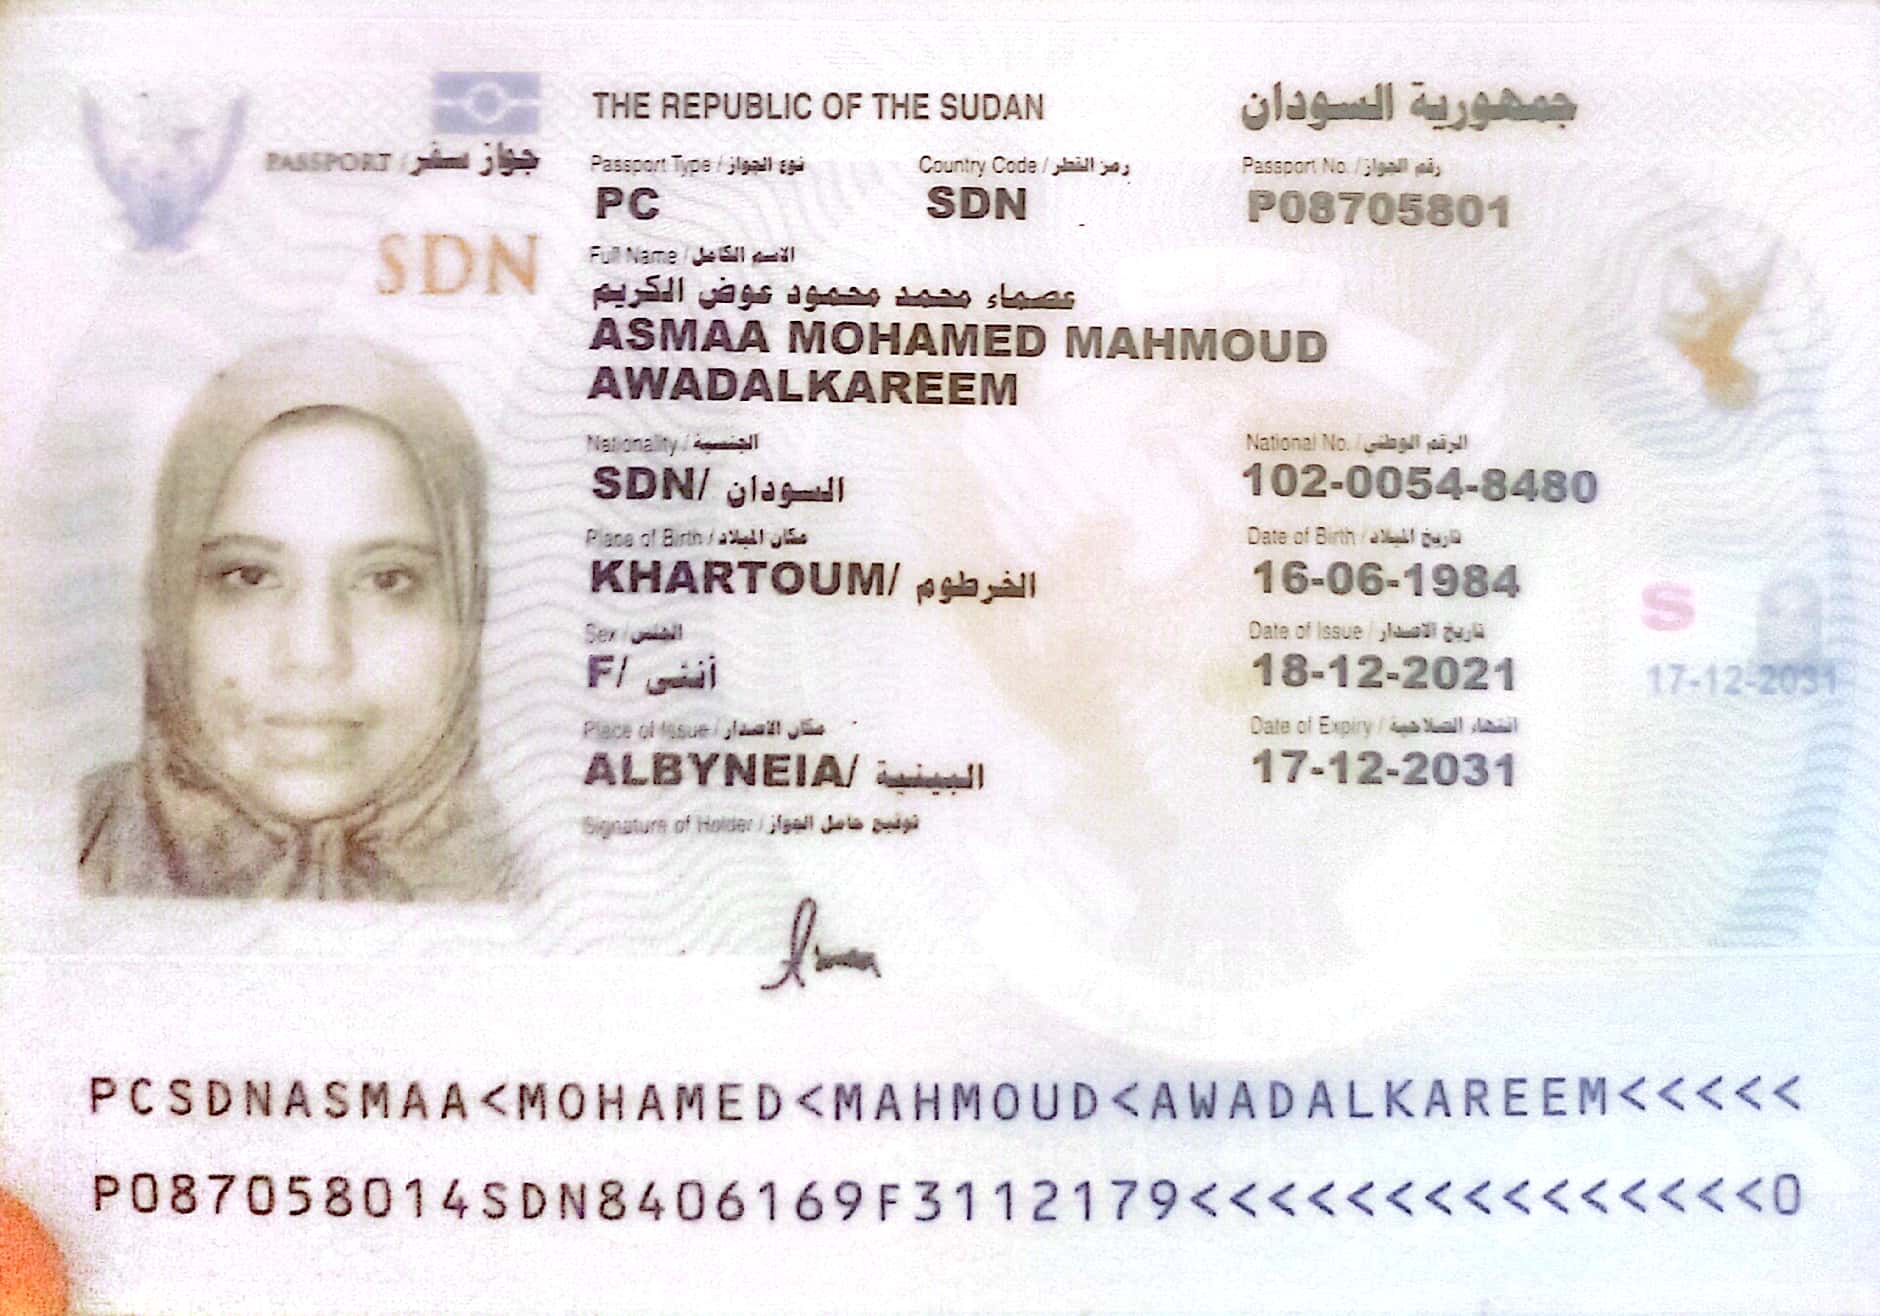 THE REPUBLIC OF THE SUDAN جمهورية السودان
PASSPORT / جواز سفر
Passport Type / نوع الجواز Country Code / رمز القطر Passport No. / رقم الجواز
PC SDN P08705801
SDN
Full Name / الاسم الكامل
عصماء محمد محمود عوض الكريم
ASMAA MOHAMED MAHMOUD
AWADALKAREEM
Nationality / الجنسية National No. / الرقم الوطني
SDN/ السودان 102-0054-8480
Place of Birth / مكان الميلاد Date of Birth / تاريخ الميلاد
KHARTOUM/ الخرطوم 16-06-1984
S
Sex / الجنس Date of Issue / تاريخ الاصدار
F/ أنثى 18-12-2021
17-12-2031
Place of Issue / مكان الاصدار Date of Expiry / انتهاء الصلاحية
ALBYNEIA/ البينية 17-12-2031
Signature of Holder / توقيع حامل الجواز
PCSDNASMAA<MOHAMED<MAHMOUD<AWADALKAREEM<<<<<
P087058014SDN8406169F3112179<<<<<<<<<<<<<<<0